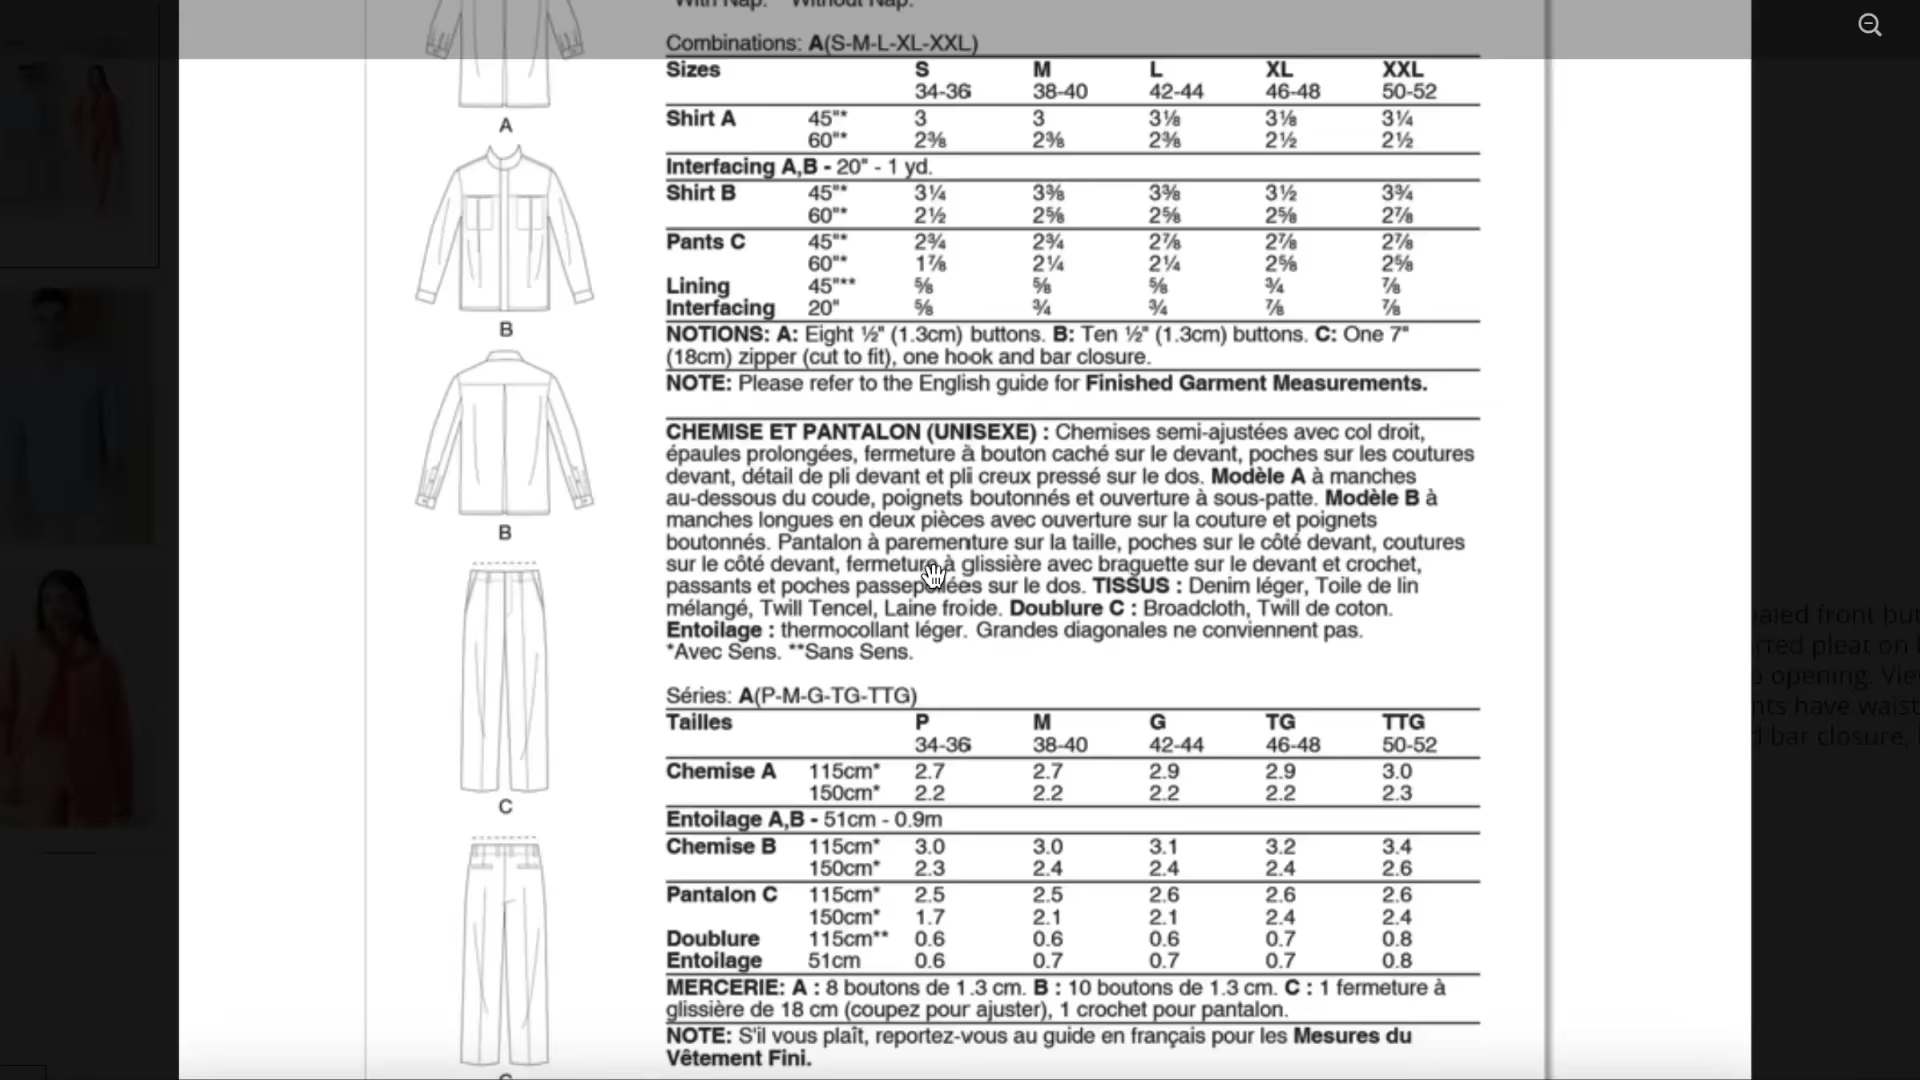 With Nap. **Without Nap.
Combinations: A(S-M-L-XL-XXL)
Sizes S M L XL XXL
34-36 38-40 42-44 46-48 50-52
Shirt A 45"* 3 3 3⅛ 3⅛ 3¼
60"* 2⅜ 2⅜ 2⅜ 2½ 2½
Interfacing A,B - 20" - 1 yd.
Shirt B 45"* 3¼ 3⅜ 3⅜ 3½ 3¾
60"* 2½ 2⅝ 2⅝ 2⅝ 2⅞
Pants C 45"* 2¾ 2¾ 2⅞ 2⅞ 2⅞
60"* 1⅞ 2¼ 2¼ 2⅝ 2⅝
Lining 45"** ⅝ ⅝ ⅝ ¾ ⅞
Interfacing 20" ⅝ ¾ ¾ ⅞ ⅞
NOTIONS: A: Eight ½" (1.3cm) buttons. B: Ten ½" (1.3cm) buttons. C: One 7"
(18cm) zipper (cut to fit), one hook and bar closure.
NOTE: Please refer to the English guide for Finished Garment Measurements.
CHEMISE ET PANTALON (UNISEXE) : Chemises semi-ajustées avec col droit,
épaules prolongées, fermeture à bouton caché sur le devant, poches sur les coutures
devant, détail de pli devant et pli creux pressé sur le dos. Modèle A à manches
au-dessous du coude, poignets boutonnés et ouverture à sous-patte. Modèle B à
manches longues en deux pièces avec ouverture sur la couture et poignets
boutonnés. Pantalon à parementure sur la taille, poches sur le côté devant, coutures
sur le côté devant, fermeture à glissière avec braguette sur le devant et crochet,
passants et poches passepoilées sur le dos. TISSUS : Denim léger, Toile de lin
mélangé, Twill Tencel, Laine froide. Doublure C : Broadcloth, Twill de coton.
Entoilage : thermocollant léger. Grandes diagonales ne conviennent pas.
*Avec Sens. **Sans Sens.
Séries: A(P-M-G-TG-TTG)
Tailles P M G TG TTG
34-36 38-40 42-44 46-48 50-52
Chemise A 115cm* 2.7 2.7 2.9 2.9 3.0
150cm* 2.2 2.2 2.2 2.2 2.3
Entoilage A,B - 51cm - 0.9m
Chemise B 115cm* 3.0 3.0 3.1 3.2 3.4
150cm* 2.3 2.4 2.4 2.4 2.6
Pantalon C 115cm* 2.5 2.5 2.6 2.6 2.6
150cm* 1.7 2.1 2.1 2.4 2.4
Doublure 115cm** 0.6 0.6 0.6 0.7 0.8
Entoilage 51cm 0.6 0.7 0.7 0.7 0.8
MERCERIE: A : 8 boutons de 1.3 cm. B : 10 boutons de 1.3 cm. C : 1 fermeture à
glissière de 18 cm (coupez pour ajuster), 1 crochet pour pantalon.
NOTE: S'il vous plaît, reportez-vous au guide en français pour les Mesures du
Vêtement Fini.
A
B
B
C
front but
pleat on
opening.
have waist
bar closure,